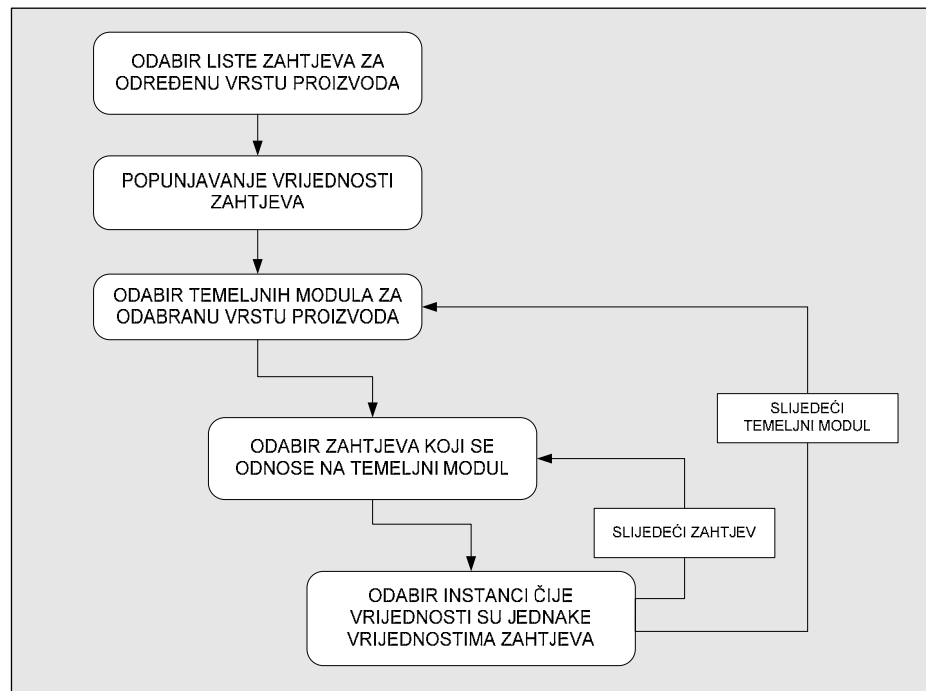 ODABIR LISTE ZAHTJEVA ZA
ODREĐENU VRSTU PROIZVODA
POPUNJAVANJE VRIJEDNOSTI
ZAHTJEVA
ODABIR TEMELJNIH MODULA ZA
ODABRANU VRSTU PROIZVODA
SLIJEDEĆI
TEMELJNI MODUL
ODABIR ZAHTJEVA KOJI SE
ODNOSE NA TEMELJNI MODUL
SLIJEDEĆI ZAHTJEV
ODABIR INSTANCI ČIJE
VRIJEDNOSTI SU JEDNAKE
VRIJEDNOSTIMA ZAHTJEVA